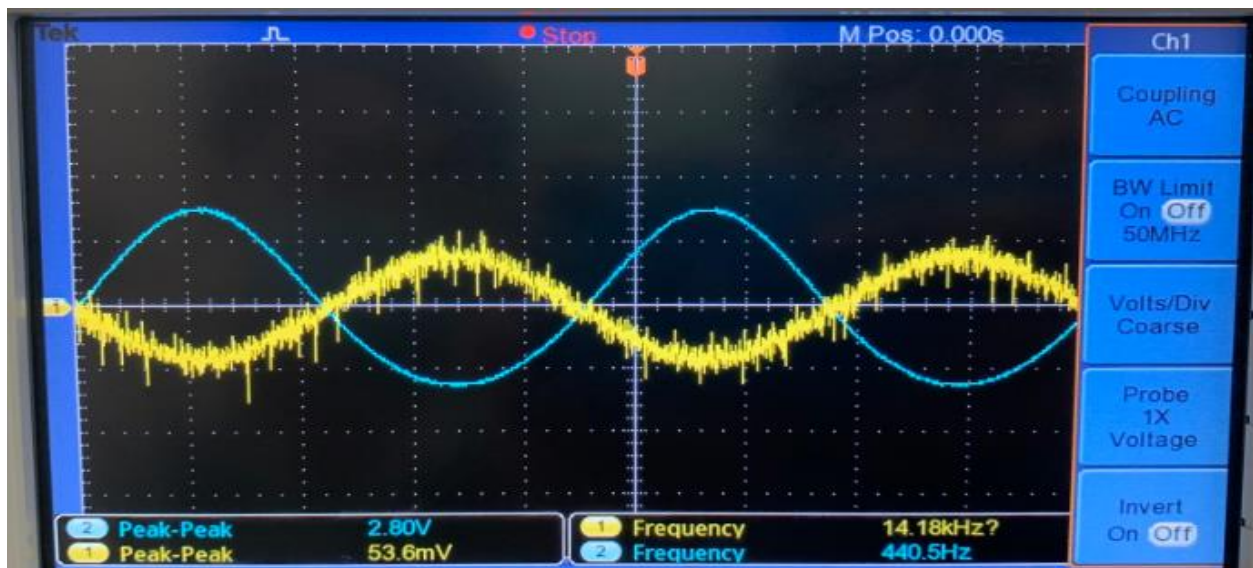 Tek
Stop
M Pos: 0.000s
Ch1
Coupling
AC
BW Limit
On Off
50MHz
Volts/Div
Coarse
Probe
1X
Voltage
Invert
On Off
1
2 Peak-Peak 2.80V
1 Peak-Peak 53.6mV
1 Frequency 14.18kHz?
2 Frequency 440.5Hz